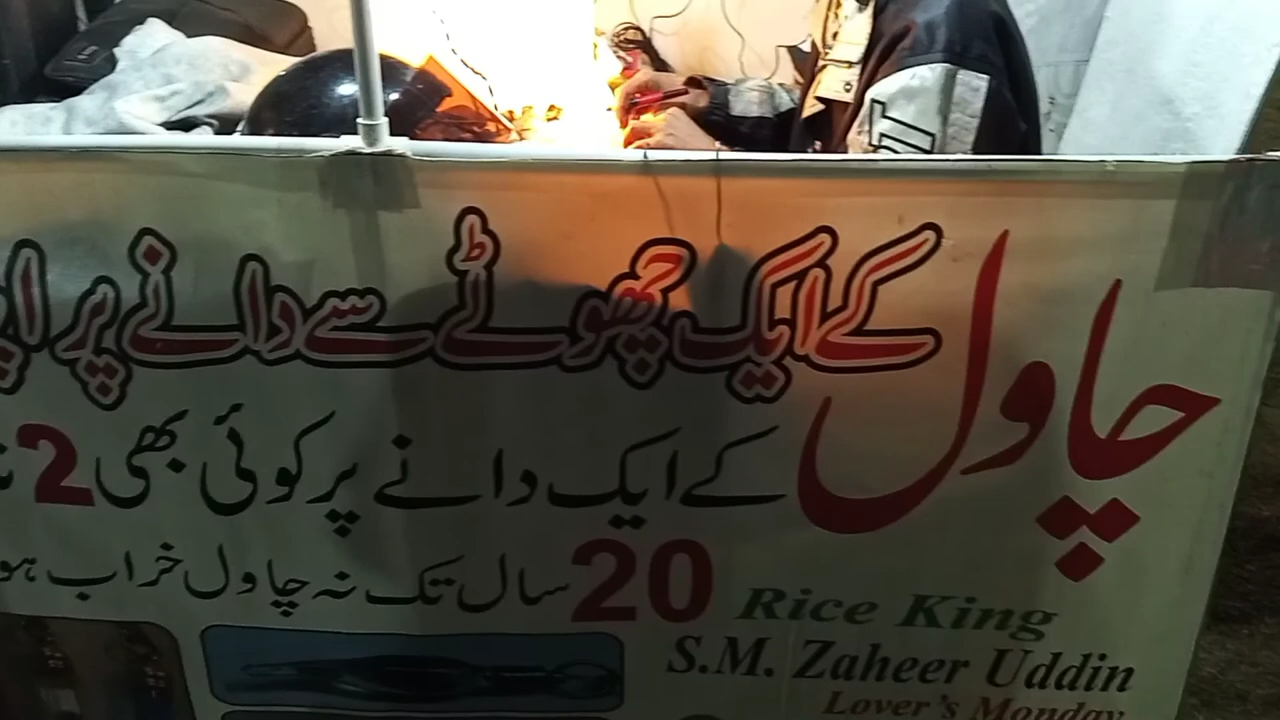 چاول کے ایک چھوٹے سے دانے پر
کے ایک دانے پر کوئی بھی 2
20 سال تک نہ چاول خراب
Rice King
S.M. Zaheer Uddin
Lover's Monday